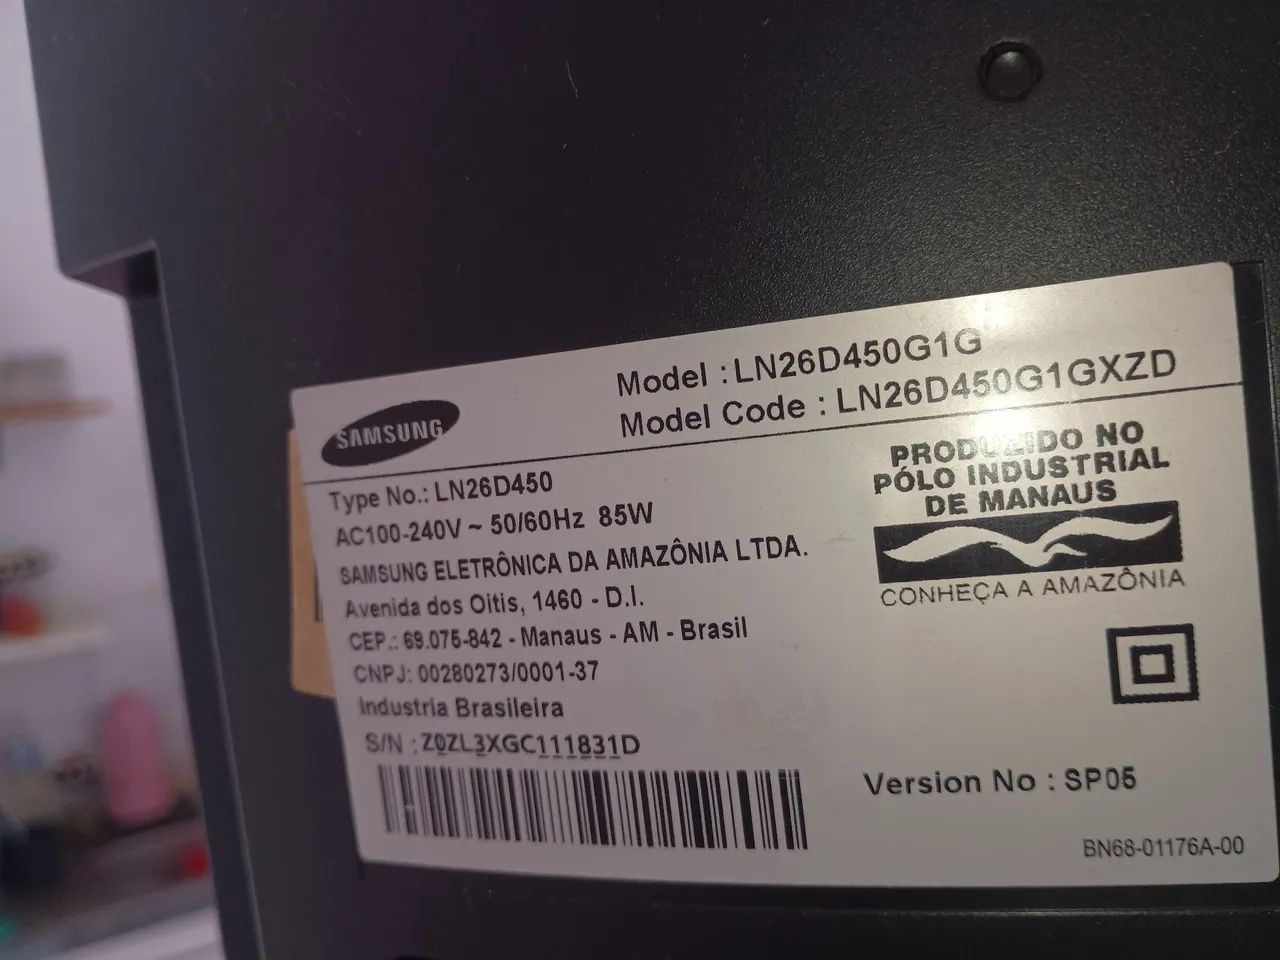 Model : LN26D450G1G
Model Code : LN26D450G1GXZD
SAMSUNG
Type No.: LN26D450
AC100-240V ~ 50/60Hz 85W
SAMSUNG ELETRÔNICA DA AMAZÔNIA LTDA.
Avenida dos Oitis, 1460 - D.I.
CEP.: 69.075-842 - Manaus - AM - Brasil
CNPJ: 00280273/0001-37
Industria Brasileira
S/N : Z0ZL3XGC111831D
PRODUZIDO NO
PÓLO INDUSTRIAL
DE MANAUS
CONHEÇA A AMAZÔNIA
Version No : SP05
BN68-01176A-00